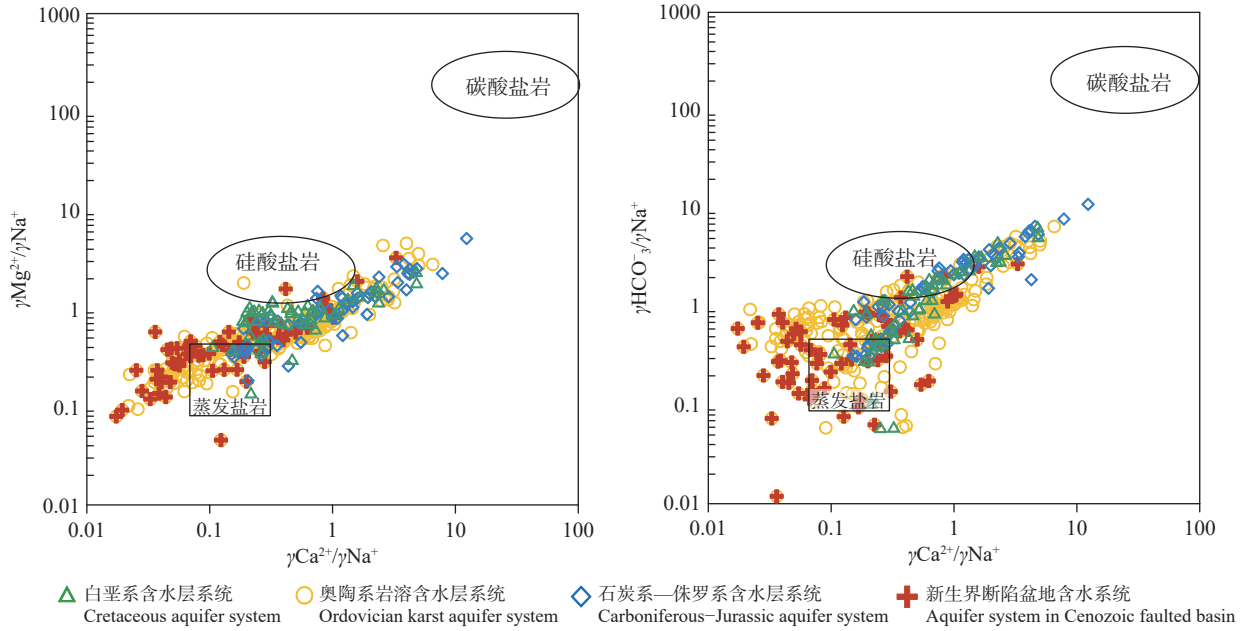 1000
100
10
1
0.1
0.01
γMg²⁺/γNa⁺
碳酸盐岩
硅酸盐岩
蒸发盐岩
0.01 0.1 1 10 100
γCa²⁺/γNa⁺
1000
100
10
1
0.1
0.01
γHCO⁻₃/γNa⁺
碳酸盐岩
硅酸盐岩
蒸发盐岩
0.01 0.1 1 10 100
γCa²⁺/γNa⁺
白垩系含水层系统
Cretaceous aquifer system
奥陶系岩溶含水层系统
Ordovician karst aquifer system
石炭系—侏罗系含水层系统
Carboniferous−Jurassic aquifer system
新生界断陷盆地含水系统
Aquifer system in Cenozoic faulted basin